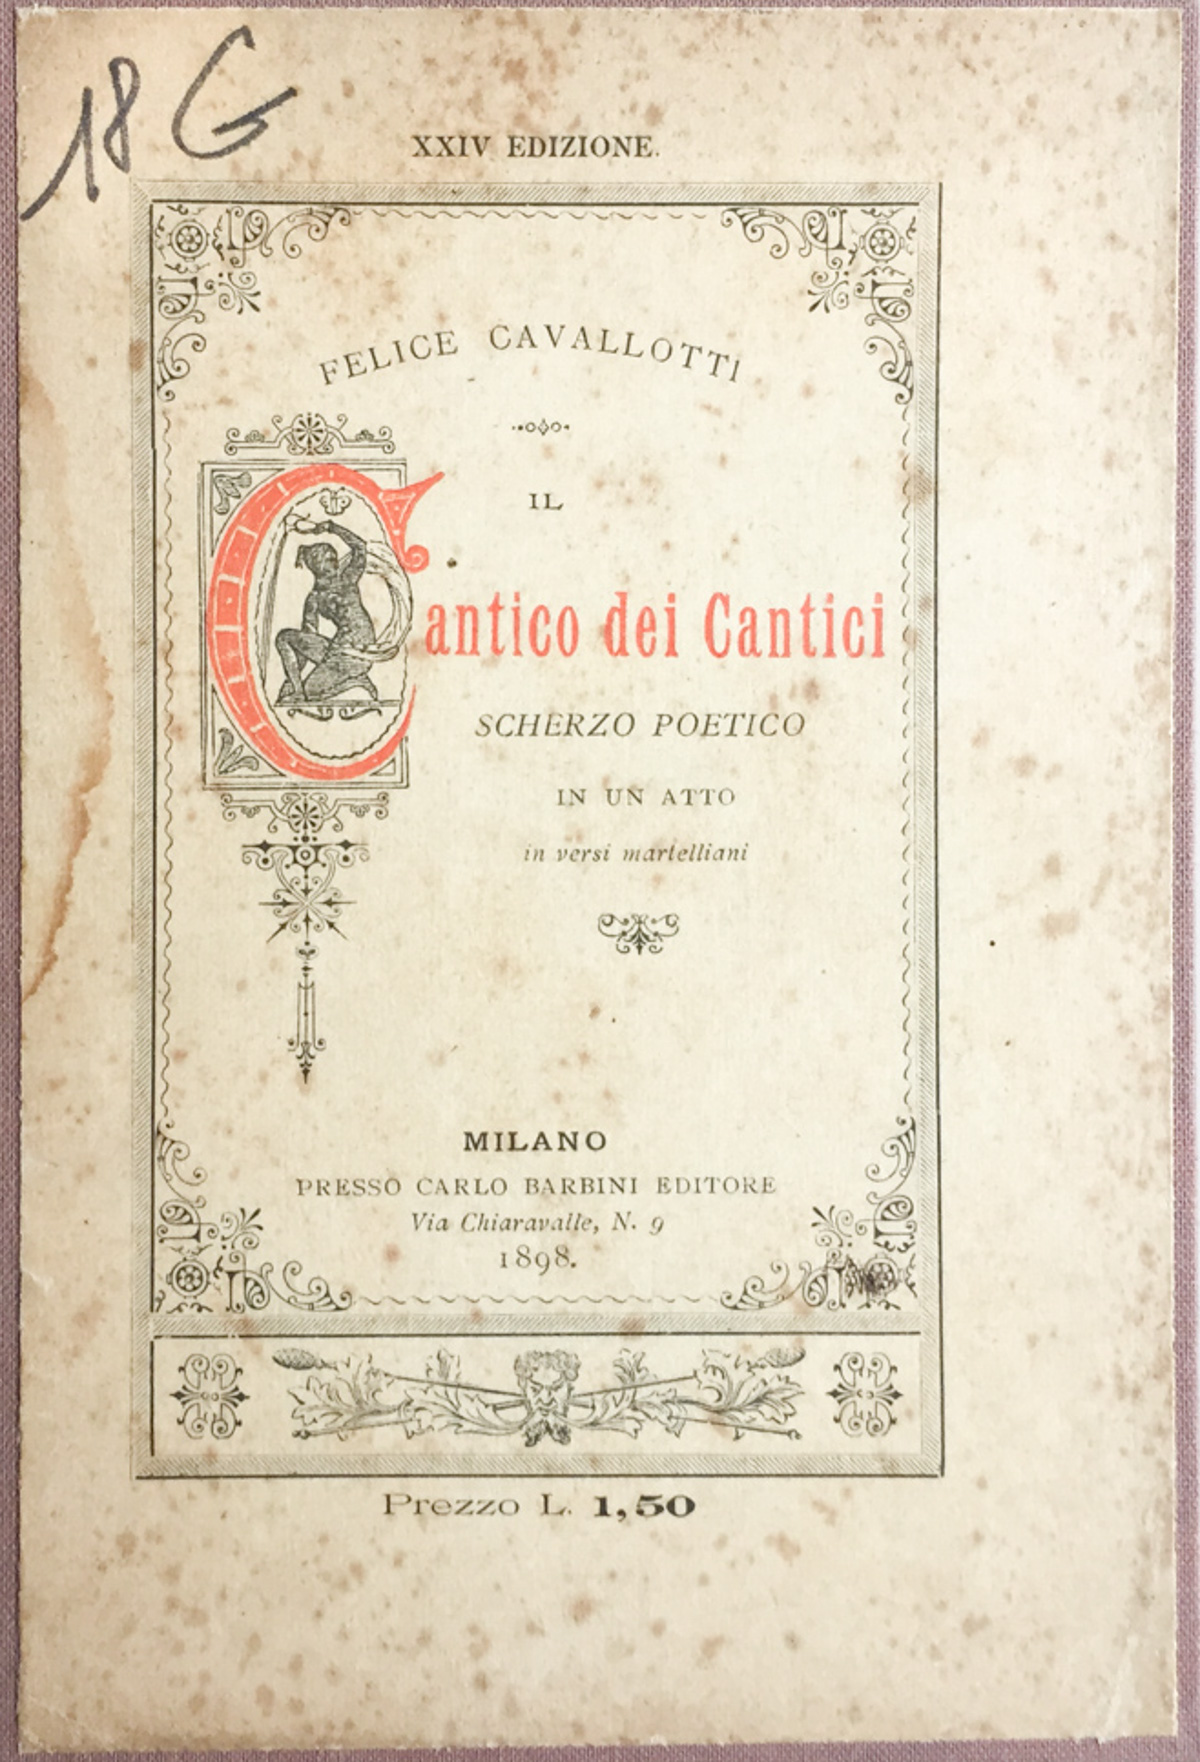 18 G
XXIV EDIZIONE.
FELICE CAVALLOTTI
IL
Cantico dei Cantici
SCHERZO POETICO
IN UN ATTO
in versi martelliani
MILANO
PRESSO CARLO BARBINI EDITORE
Via Chiaravalle, N. 9
1898.
Prezzo L. 1,50